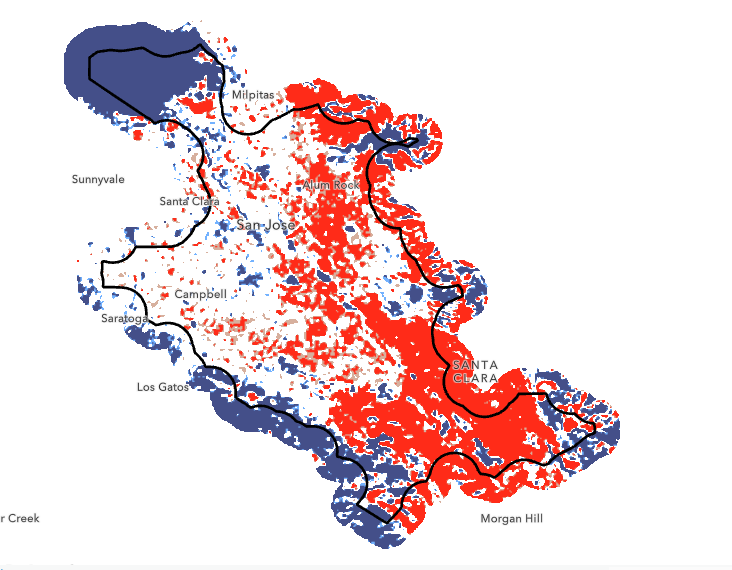 Milpitas
Sunnyvale
Alum Rock
Santa Clara
San Jose
Campbell
Saratoga
SANTA
CLARA
Los Gatos
r Creek
Morgan Hill